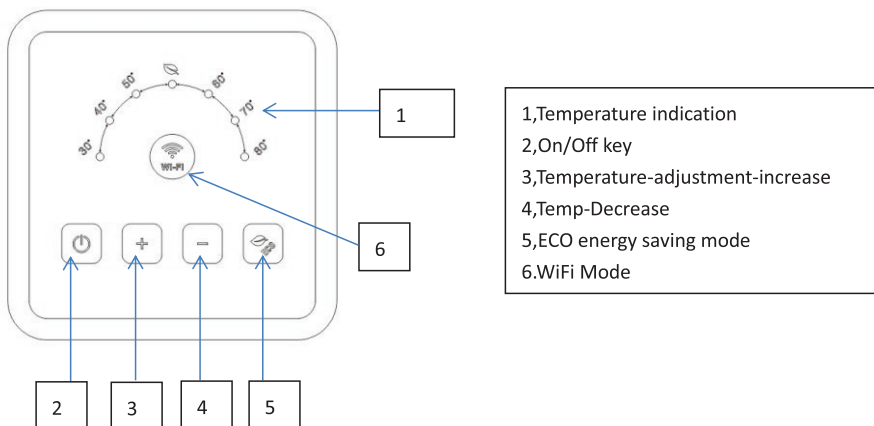 30°
40°
50°
60°
70°
80°
WI-FI
1
6
2
3
4
5
1,Temperature indication
2,On/Off key
3,Temperature-adjustment-increase
4,Temp-Decrease
5,ECO energy saving mode
6.WiFi Mode